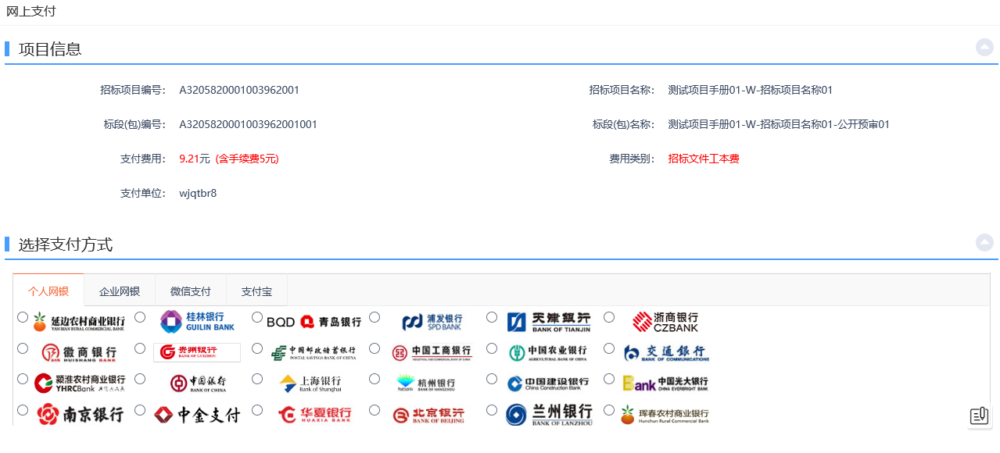 网上支付
项目信息
招标项目编号： A3205820001003962001 招标项目名称： 测试项目手册01-W-招标项目名称01
标段(包)编号： A3205820001003962001001 标段(包)名称： 测试项目手册01-W-招标项目名称01-公开预审01
支付费用： 9.21元 (含手续费5元) 费用类别： 招标文件工本费
支付单位： wjqtbr8
选择支付方式
个人网银 企业网银 微信支付 支付宝
延边农村商业银行 桂林银行 BQD 青岛银行 浦发银行 天津银行 浙商银行
YAN BIAN RURAL COMMERCIAL BANK GUILIN BANK SPD BANK BANK OF TIANJIN CZBANK
徽商银行 贵州银行 中国邮政储蓄银行 中国工商银行 中国农业银行 交通银行
HUISHANG BANK BANK OF GUIZHOU POSTAL SAVINGS BANK OF CHINA INDUSTRIAL AND COMMERCIAL BANK OF CHINA AGRICULTURAL BANK OF CHINA BANK OF COMMUNICATIONS
颍淮农村商业银行 中国银行 上海银行 杭州银行 中国建设银行 Bank 中国光大银行
YHRCBank BANK OF CHINA Bank of Shanghai habank BANK OF HANGZHOU China Construction Bank CHINA EVERBRIGHT BANK
南京银行 中金支付 华夏银行 北京银行 兰州银行 珲春农村商业银行
HUAXIA BANK BANK OF BEIJING BANK OF LANZHOU Hunchun Rural Commercial Bank